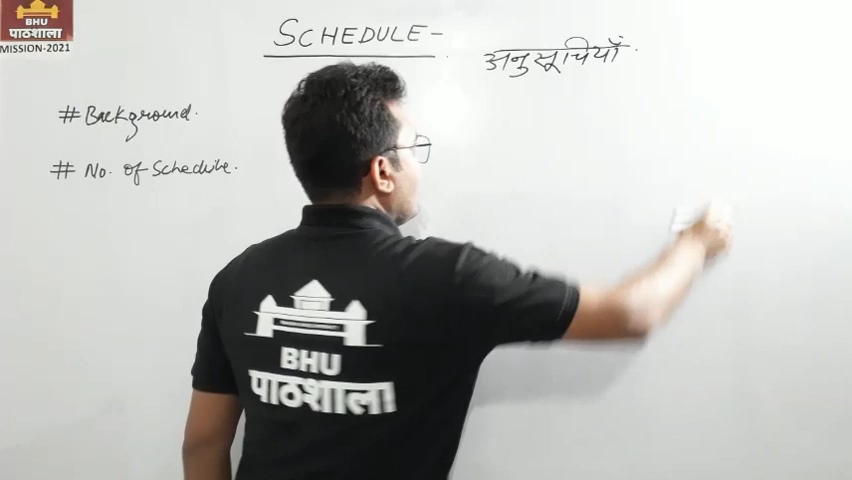 BHU
पाठशाला
MISSION-2021
SCHEDULE-
अनुसूचियाँ.
# Background.
# No. of Schedule.
BHU
पाठशाला